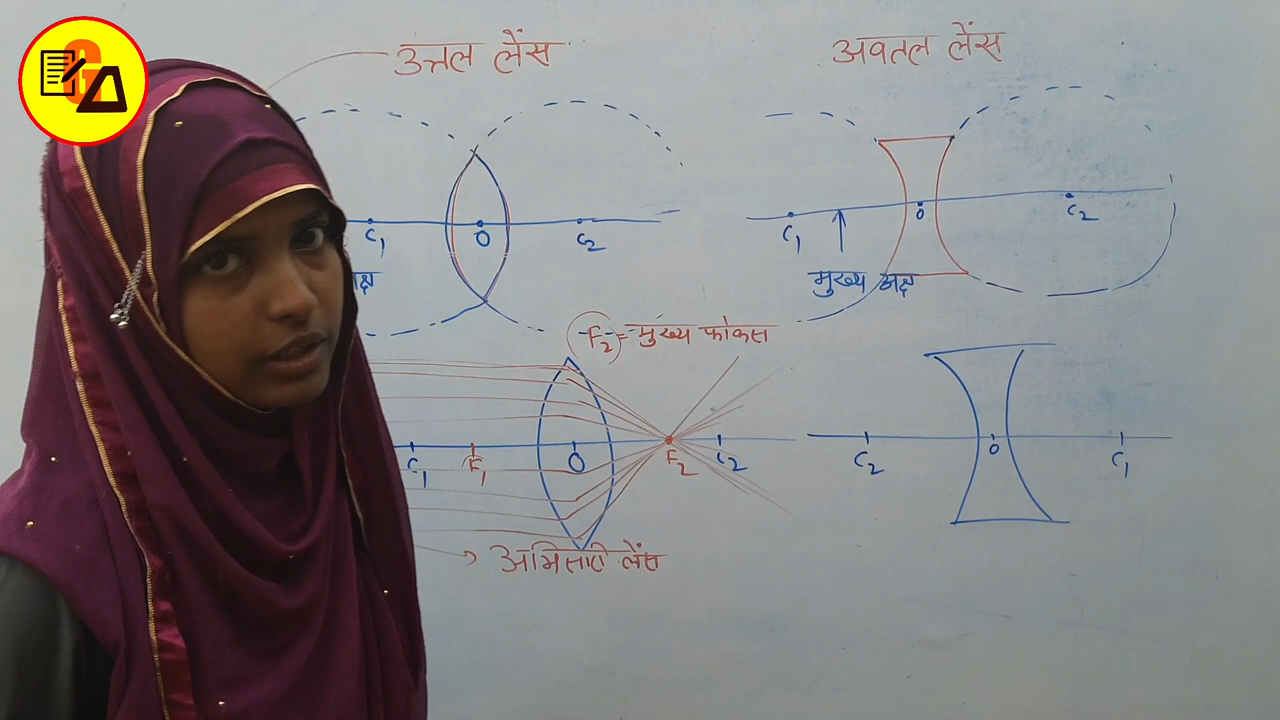 उत्तल लेंस
अवतल लेंस
C1 O C2
C1 O C2
मुख्य अक्ष
F2 = मुख्य फोकस
C1 F1 O F2 C2
C2 O C1
अभिसारी लेंस